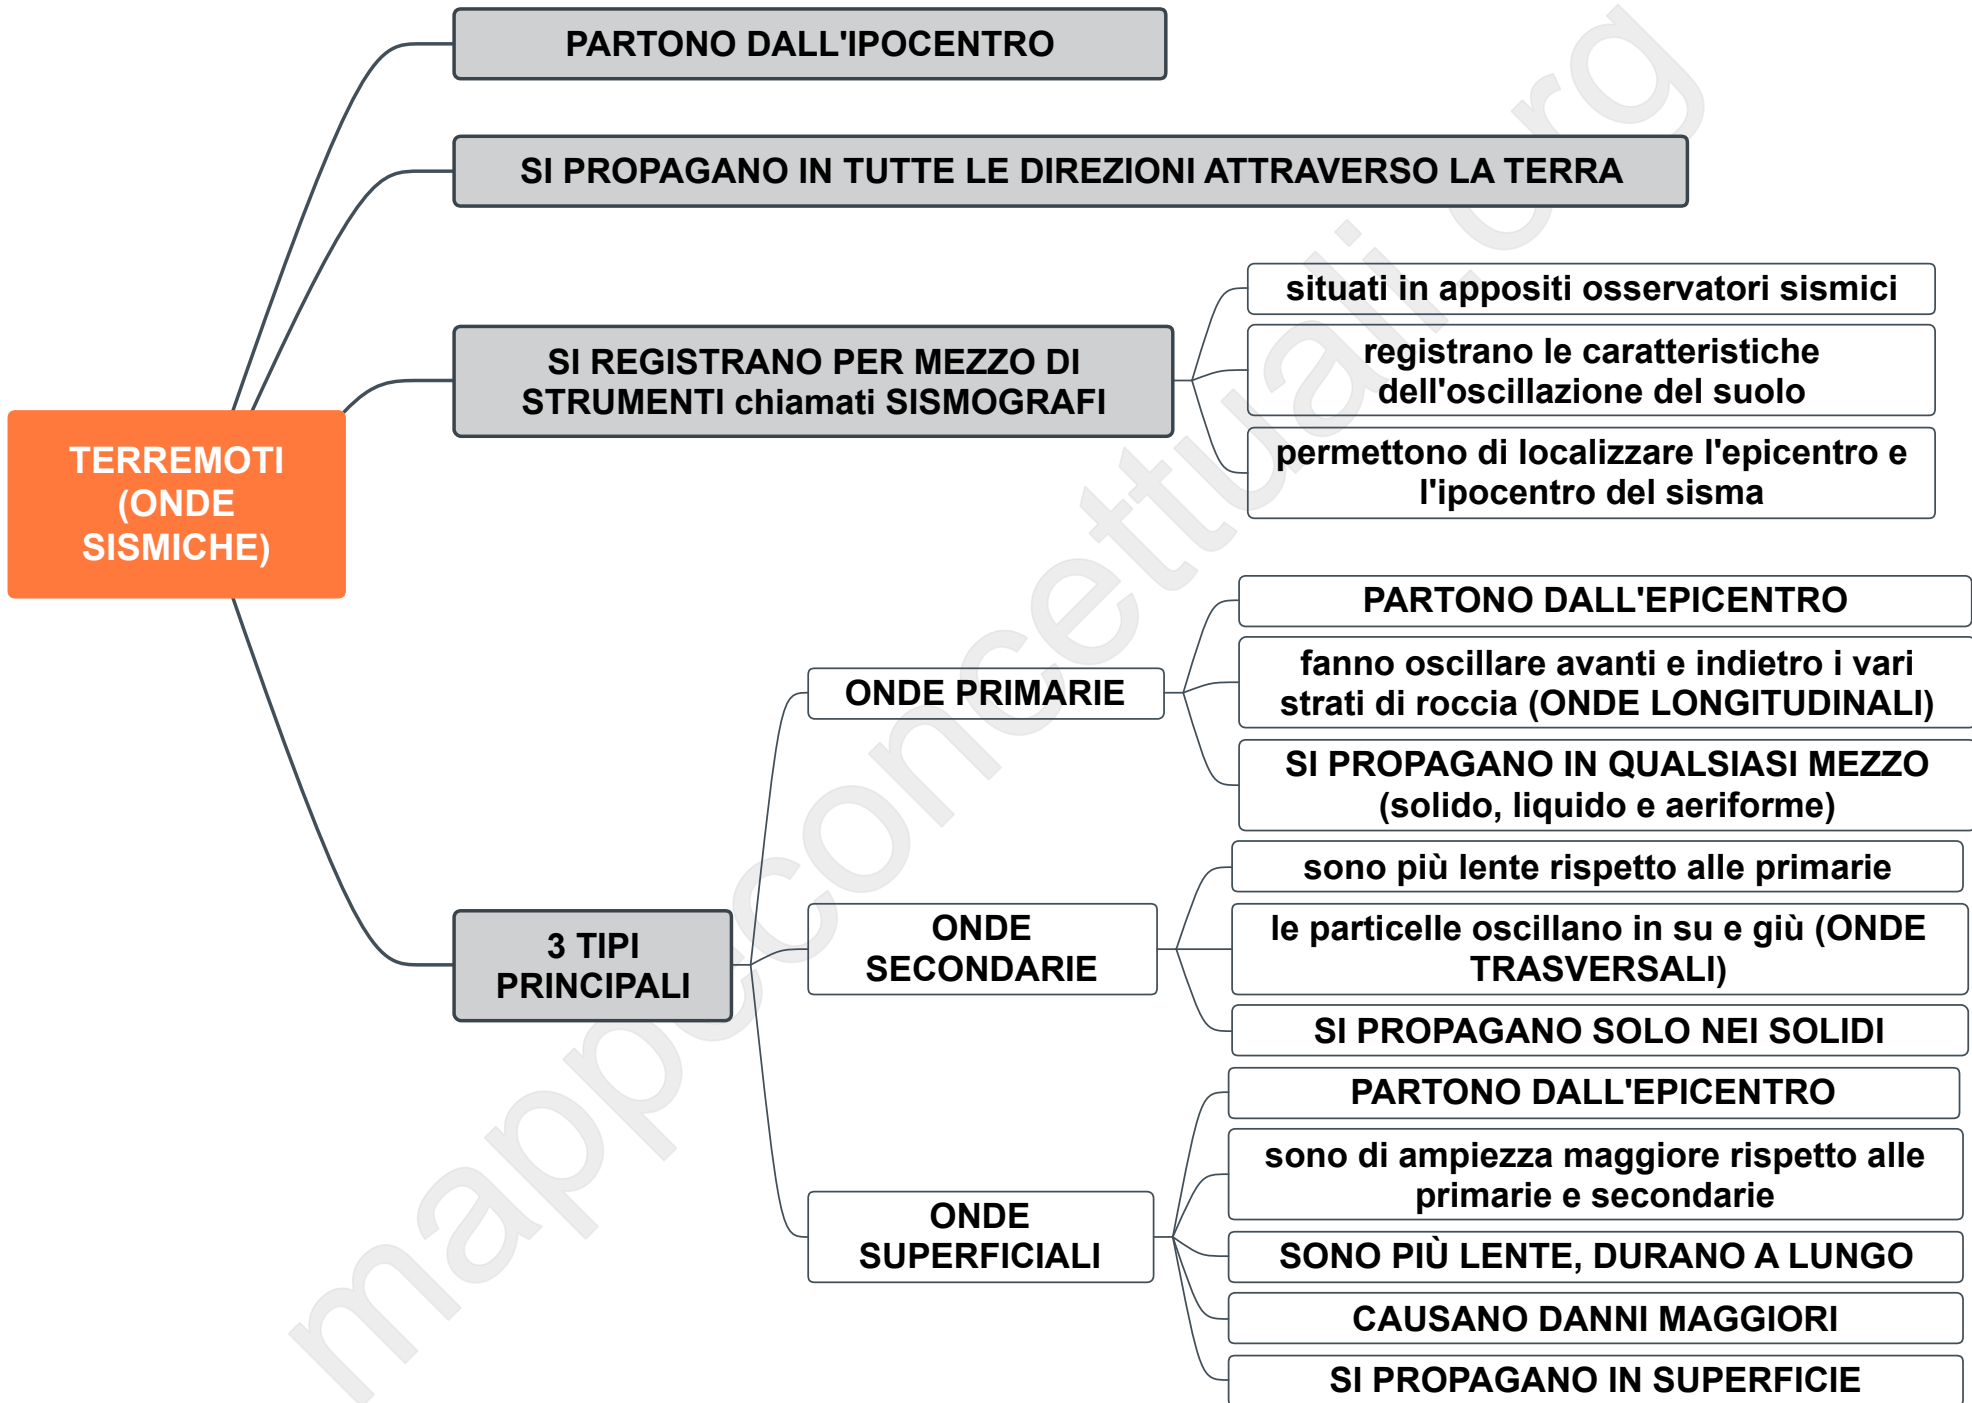 PARTONO DALL'IPOCENTRO
SI PROPAGANO IN TUTTE LE DIREZIONI ATTRAVERSO LA TERRA
SI REGISTRANO PER MEZZO DI
STRUMENTI chiamati SISMOGRAFI
situati in appositi osservatori sismici
registrano le caratteristiche
dell'oscillazione del suolo
permettono di localizzare l'epicentro e
l'ipocentro del sisma
TERREMOTI
(ONDE
SISMICHE)
3 TIPI
PRINCIPALI
ONDE PRIMARIE
PARTONO DALL'EPICENTRO
fanno oscillare avanti e indietro i vari
strati di roccia (ONDE LONGITUDINALI)
SI PROPAGANO IN QUALSIASI MEZZO
(solido, liquido e aeriforme)
ONDE
SECONDARIE
sono più lente rispetto alle primarie
le particelle oscillano in su e giù (ONDE
TRASVERSALI)
SI PROPAGANO SOLO NEI SOLIDI
ONDE
SUPERFICIALI
PARTONO DALL'EPICENTRO
sono di ampiezza maggiore rispetto alle
primarie e secondarie
SONO PIÙ LENTE, DURANO A LUNGO
CAUSANO DANNI MAGGIORI
SI PROPAGANO IN SUPERFICIE
mappeconcettuali.org